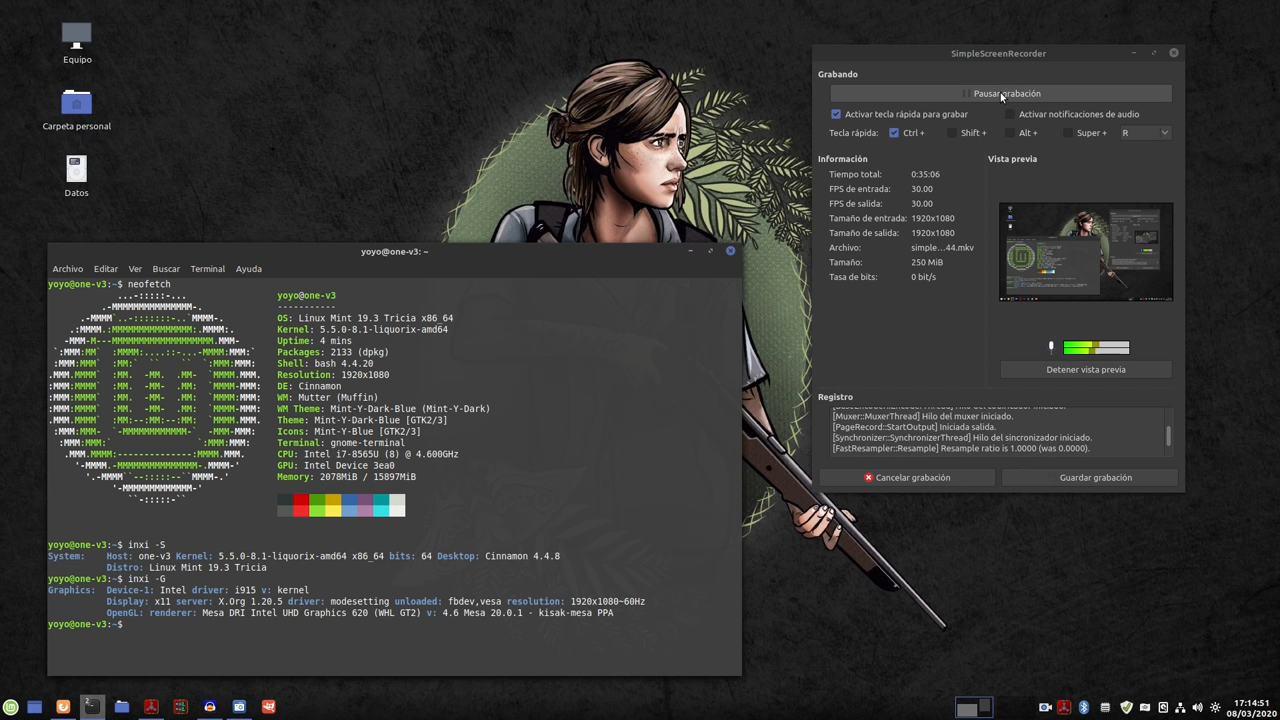 Equipo
Carpeta personal
Datos
SimpleScreenRecorder
Grabando
Pausar grabación
Activar tecla rápida para grabar
Activar notificaciones de audio
Tecla rápida:
Ctrl +
Shift +
Alt +
Super +
R
Información
Vista previa
Tiempo total: 0:35:06
FPS de entrada: 30.00
FPS de salida: 30.00
Tamaño de entrada: 1920x1080
Tamaño de salida: 1920x1080
Archivo: simple...44.mkv
Tamaño: 250 MiB
Tasa de bits: 0 bit/s
Detener vista previa
Registro
[Muxer::MuxerThread] Hilo del muxer iniciado.
[PageRecord::StartOutput] Iniciada salida.
[Synchronizer::SynchronizerThread] Hilo del sincronizador iniciado.
[FastResampler::Resample] Resample ratio is 1.0000 (was 0.0000).
Cancelar grabación
Guardar grabación
yoyo@one-v3: ~
Archivo Editar Ver Buscar Terminal Ayuda
yoyo@one-v3:~$ neofetch
yoyo@one-v3
-----------
OS: Linux Mint 19.3 Tricia x86_64
Kernel: 5.5.0-8.1-liquorix-amd64
Uptime: 4 mins
Packages: 2133 (dpkg)
Shell: bash 4.4.20
Resolution: 1920x1080
DE: Cinnamon
WM: Mutter (Muffin)
WM Theme: Mint-Y-Dark-Blue (Mint-Y-Dark)
Theme: Mint-Y-Dark-Blue [GTK2/3]
Icons: Mint-Y-Blue [GTK2/3]
Terminal: gnome-terminal
CPU: Intel i7-8565U (8) @ 4.600GHz
GPU: Intel Device 3ea0
Memory: 2078MiB / 15897MiB
yoyo@one-v3:~$ inxi -S
System: Host: one-v3 Kernel: 5.5.0-8.1-liquorix-amd64 x86_64 bits: 64 Desktop: Cinnamon 4.4.8
Distro: Linux Mint 19.3 Tricia
yoyo@one-v3:~$ inxi -G
Graphics: Device-1: Intel driver: i915 v: kernel
Display: x11 server: X.Org 1.20.5 driver: modesetting unloaded: fbdev,vesa resolution: 1920x1080~60Hz
OpenGL: renderer: Mesa DRI Intel UHD Graphics 620 (WHL GT2) v: 4.6 Mesa 20.0.1 - kisak-mesa PPA
yoyo@one-v3:~$
17:14:51
08/03/2020